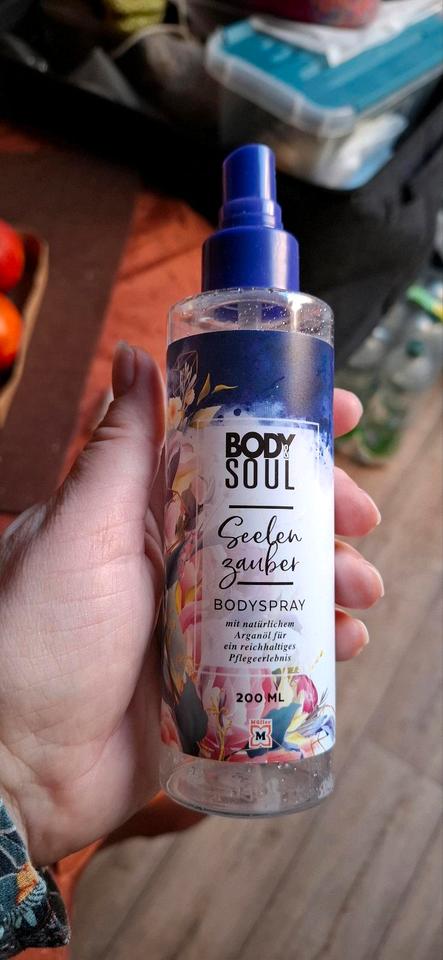 BODY
& SOUL
Seelen
zauber
BODYSPRAY
mit natürlichem
Arganöl für
ein reichhaltiges
Pflegeerlebnis
200 ML
Müller
M